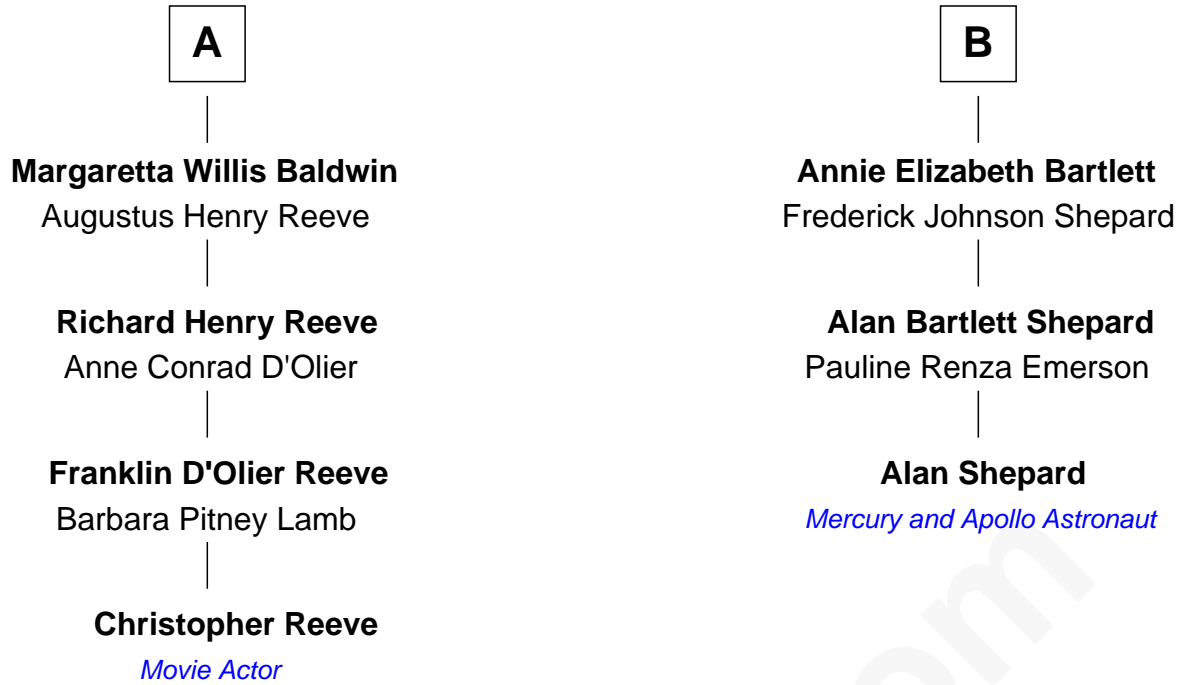 A
Margaretta Willis Baldwin
Augustus Henry Reeve
Richard Henry Reeve
Anne Conrad D'Olier
Franklin D'Olier Reeve
Barbara Pitney Lamb
Christopher Reeve
Movie Actor
B
Annie Elizabeth Bartlett
Frederick Johnson Shepard
Alan Bartlett Shepard
Pauline Renza Emerson
Alan Shepard
Mercury and Apollo Astronaut
om